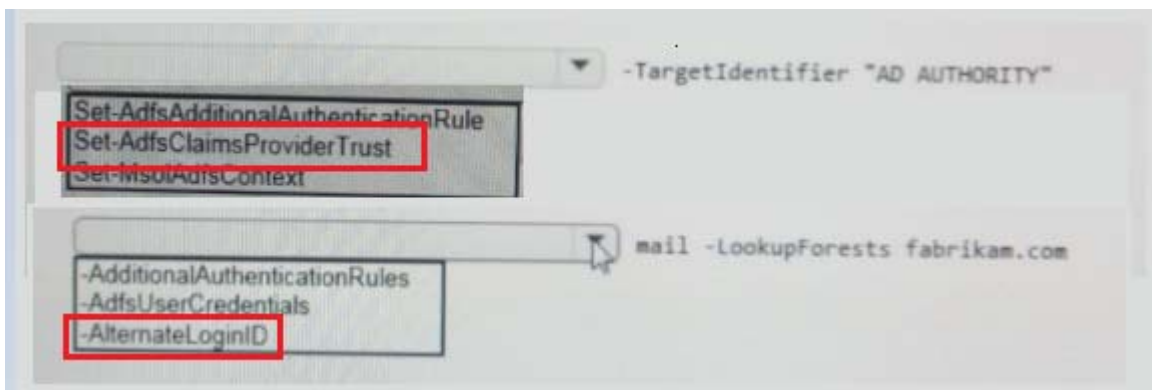 -TargetIdentifier "AD AUTHORITY"
Set-AdfsAdditionalAuthenticationRule
Set-AdfsClaimsProviderTrust
Set-MsolAdfsContext
mail -LookupForests fabrikam.com
-AdditionalAuthenticationRules
-AdfsUserCredentials
-AlternateLoginID